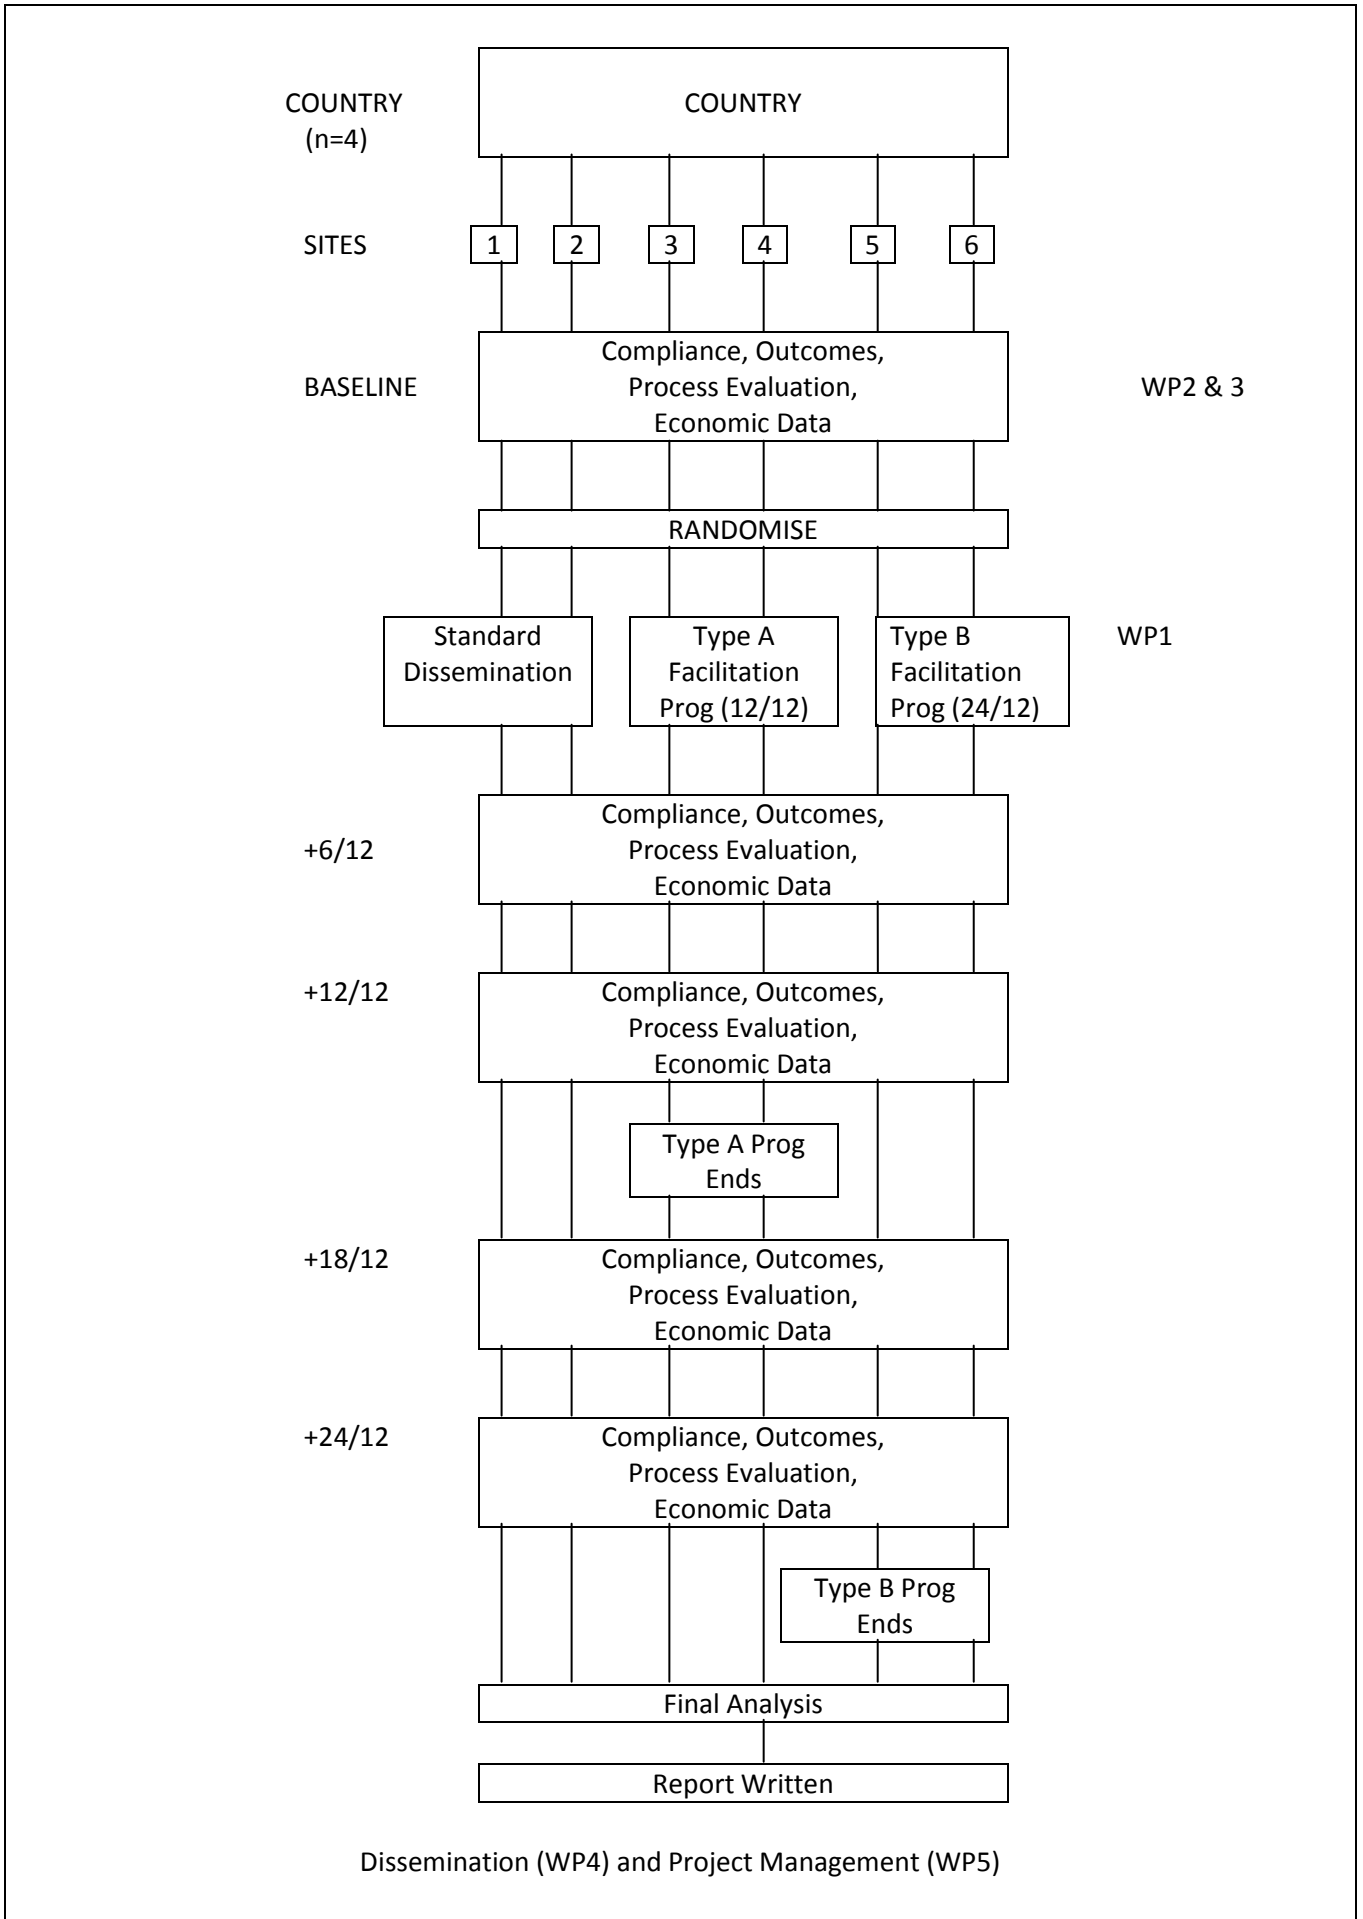 COUNTRY
(n=4)
COUNTRY
SITES
1
2
3
4
5
6
BASELINE
Compliance, Outcomes,
Process Evaluation,
Economic Data
WP2 & 3
RANDOMISE
Standard
Dissemination
Type A
Facilitation
Prog (12/12)
Type B
Facilitation
Prog (24/12)
WP1
+6/12
Compliance, Outcomes,
Process Evaluation,
Economic Data
+12/12
Compliance, Outcomes,
Process Evaluation,
Economic Data
Type A Prog
Ends
+18/12
Compliance, Outcomes,
Process Evaluation,
Economic Data
+24/12
Compliance, Outcomes,
Process Evaluation,
Economic Data
Type B Prog
Ends
Final Analysis
Report Written
Dissemination (WP4) and Project Management (WP5)